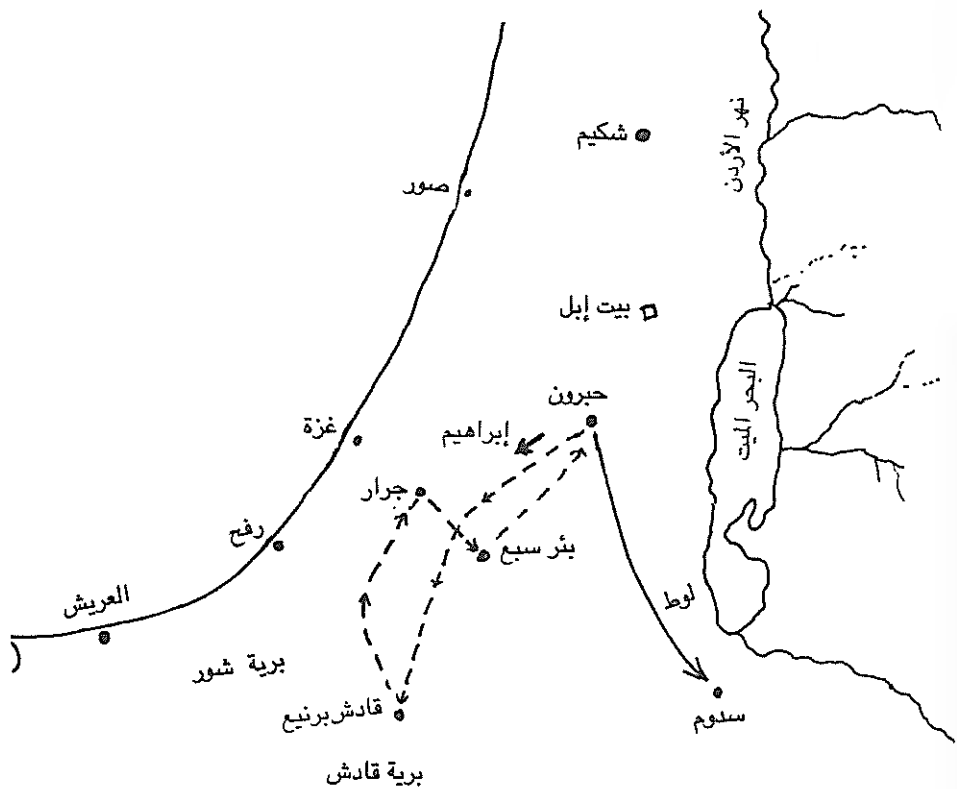 شكيم
نهر الأردن
صور
بيت إبل
البحر الميت
حبرون
إبراهيم
غزة
جرار
بئر سبع
رفح
لوط
العريش
برية شور
سدوم
قادش برنيع
برية قادش